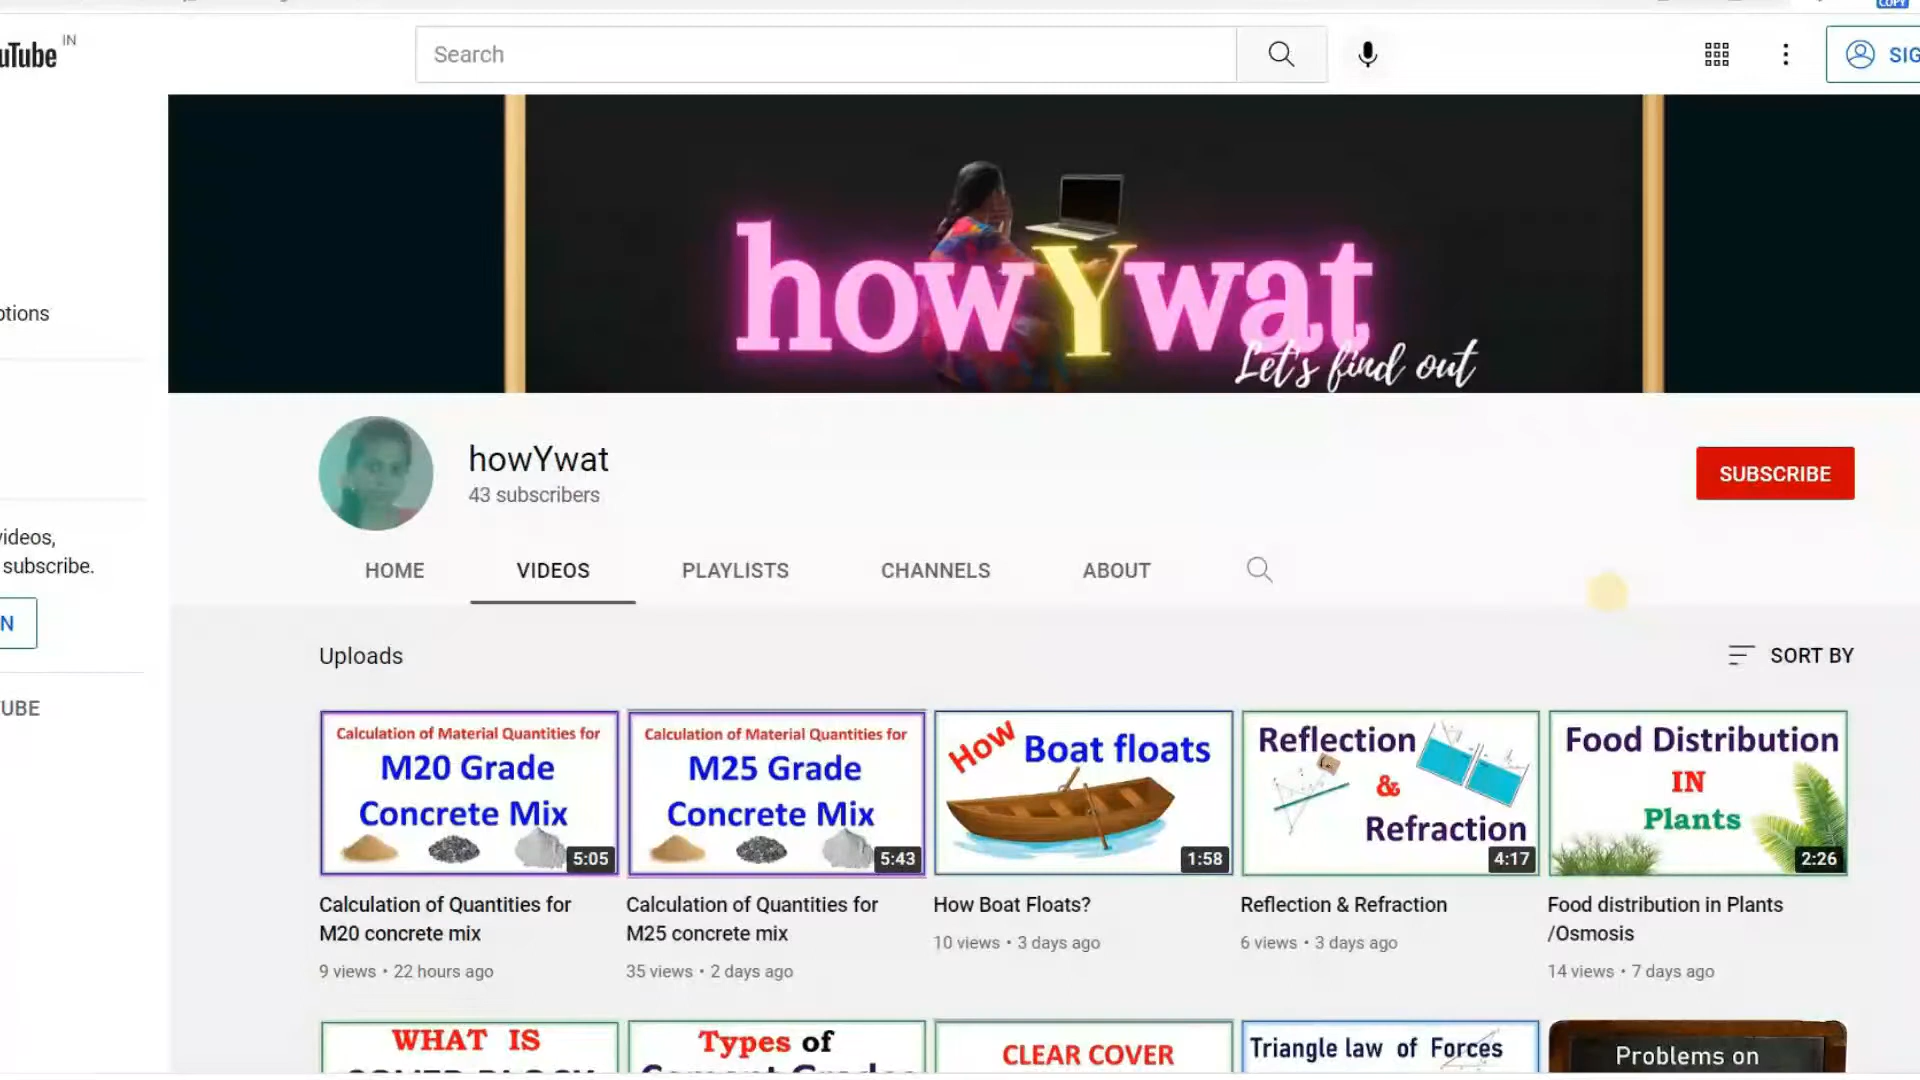 COPY
uTube IN
Search
SIG
howYwat
Let's find out
ptions
howYwat
43 subscribers
SUBSCRIBE
videos,
subscribe.
N
HOME VIDEOS PLAYLISTS CHANNELS ABOUT
Uploads
SORT BY
UBE
Calculation of Material Quantities for
M20 Grade
Concrete Mix
5:05
Calculation of Material Quantities for
M25 Grade
Concrete Mix
5:43
How Boat floats
1:58
Reflection
&
Refraction
4:17
Food Distribution
IN
Plants
2:26
Calculation of Quantities for
M20 concrete mix
9 views • 22 hours ago
Calculation of Quantities for
M25 concrete mix
35 views • 2 days ago
How Boat Floats?
10 views • 3 days ago
Reflection & Refraction
6 views • 3 days ago
Food distribution in Plants
/Osmosis
14 views • 7 days ago
WHAT IS
Types of
CLEAR COVER
Triangle law of Forces
Problems on